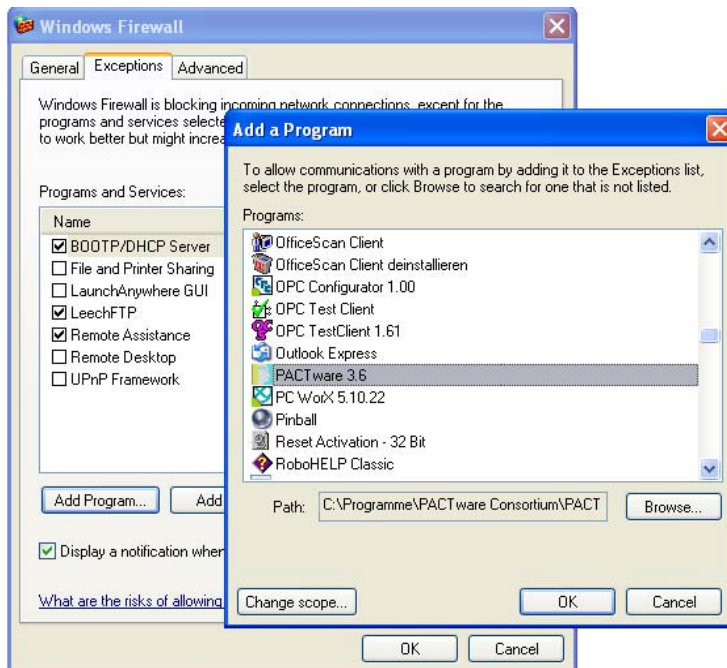 Windows Firewall
General Exceptions Advanced
Windows Firewall is blocking incoming network connections, except for the
programs and services selecte
to work better but might increa
Programs and Services:
Name
BOOTP/DHCP Server
File and Printer Sharing
LaunchAnywhere GUI
LeechFTP
Remote Assistance
Remote Desktop
UPnP Framework
Add Program... Add
Display a notification when
What are the risks of allowing
OK Cancel
Add a Program
To allow communications with a program by adding it to the Exceptions list,
select the program, or click Browse to search for one that is not listed.
Programs:
OfficeScan Client
OfficeScan Client deinstallieren
OPC Configurator 1.00
OPC Test Client
OPC TestClient 1.61
Outlook Express
PACTware 3.6
PC WorX 5.10.22
Pinball
Reset Activation - 32 Bit
RoboHELP Classic
Path: C:\Programme\PACTware Consortium\PACT Browse...
Change scope... OK Cancel